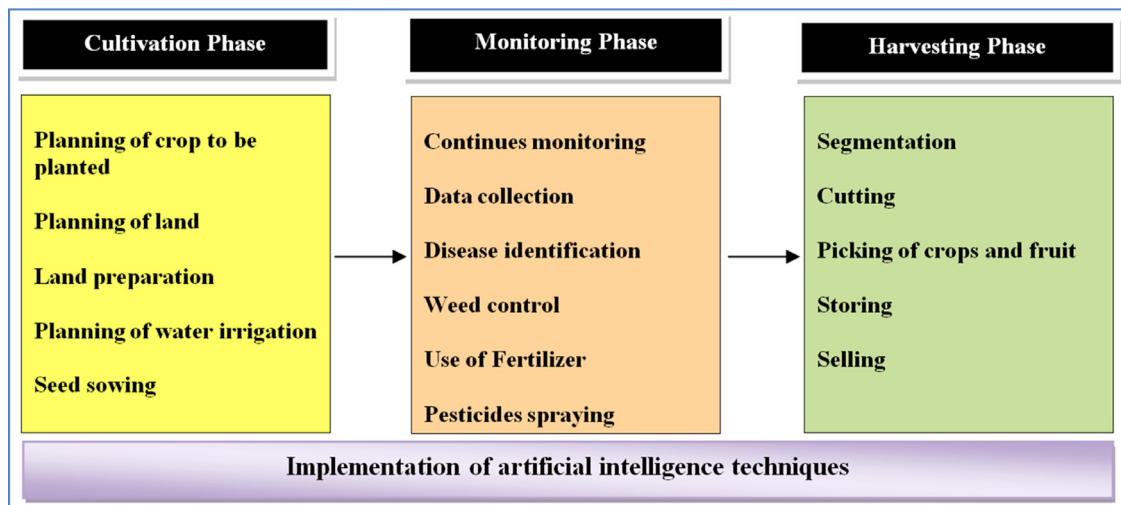 Cultivation Phase
Planning of crop to be
planted
Planning of land
Land preparation
Planning of water irrigation
Seed sowing
Monitoring Phase
Continues monitoring
Data collection
Disease identification
Weed control
Use of Fertilizer
Pesticides spraying
Harvesting Phase
Segmentation
Cutting
Picking of crops and fruit
Storing
Selling
Implementation of artificial intelligence techniques